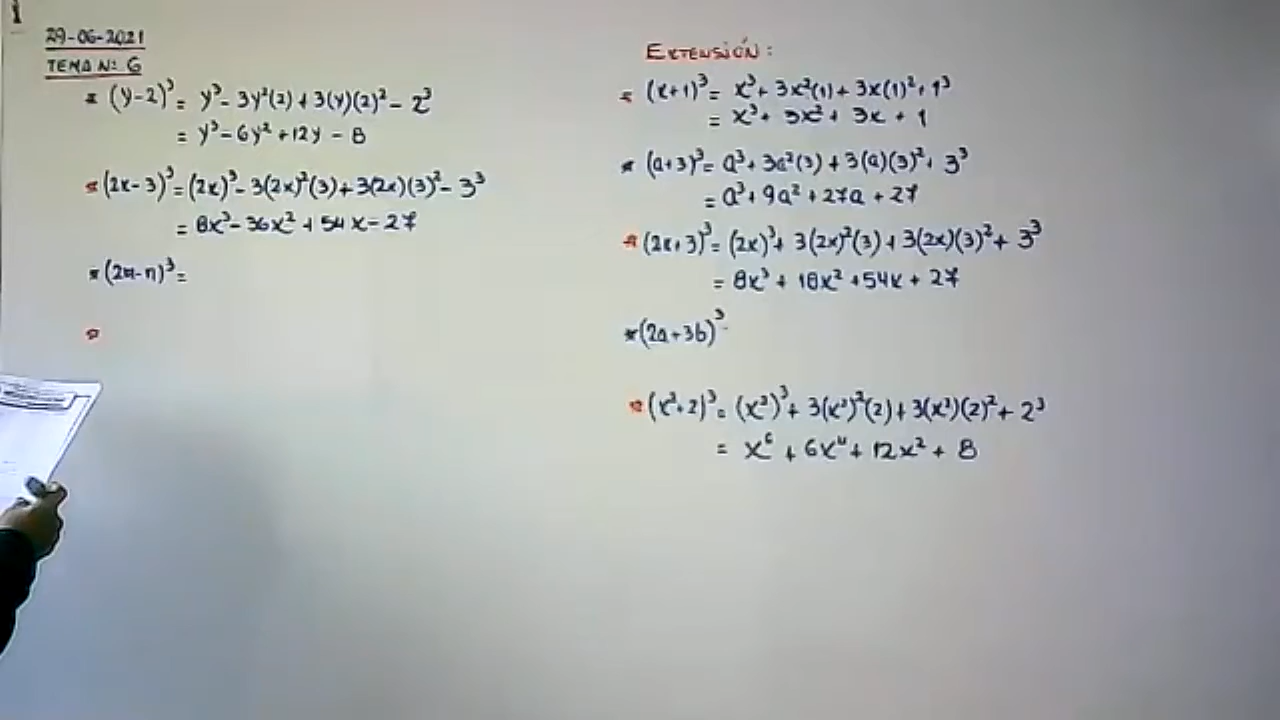 29-06-2021
TEMA Nº 6
* (y-2)³ = y³ - 3y²(2) + 3(y)(2)² - 2³
= y³ - 6y² + 12y - 8
* (2x-3)³ = (2x)³ - 3(2x)²(3) + 3(2x)(3)² - 3³
= 8x³ - 36x² + 54x - 27
* (2m-n)³ =
*
EXTENSIÓN:
* (x+1)³ = x³ + 3x²(1) + 3x(1)² + 1³
= x³ + 3x² + 3x + 1
* (a+3)³ = a³ + 3a²(3) + 3(a)(3)² + 3³
= a³ + 9a² + 27a + 27
* (2x+3)³ = (2x)³ + 3(2x)²(3) + 3(2x)(3)² + 3³
= 8x³ + 18x² + 54x + 27
* (2a+3b)³
* (x²+2)³ = (x²)³ + 3(x²)²(2) + 3(x²)(2)² + 2³
= x⁶ + 6x⁴ + 12x² + 8